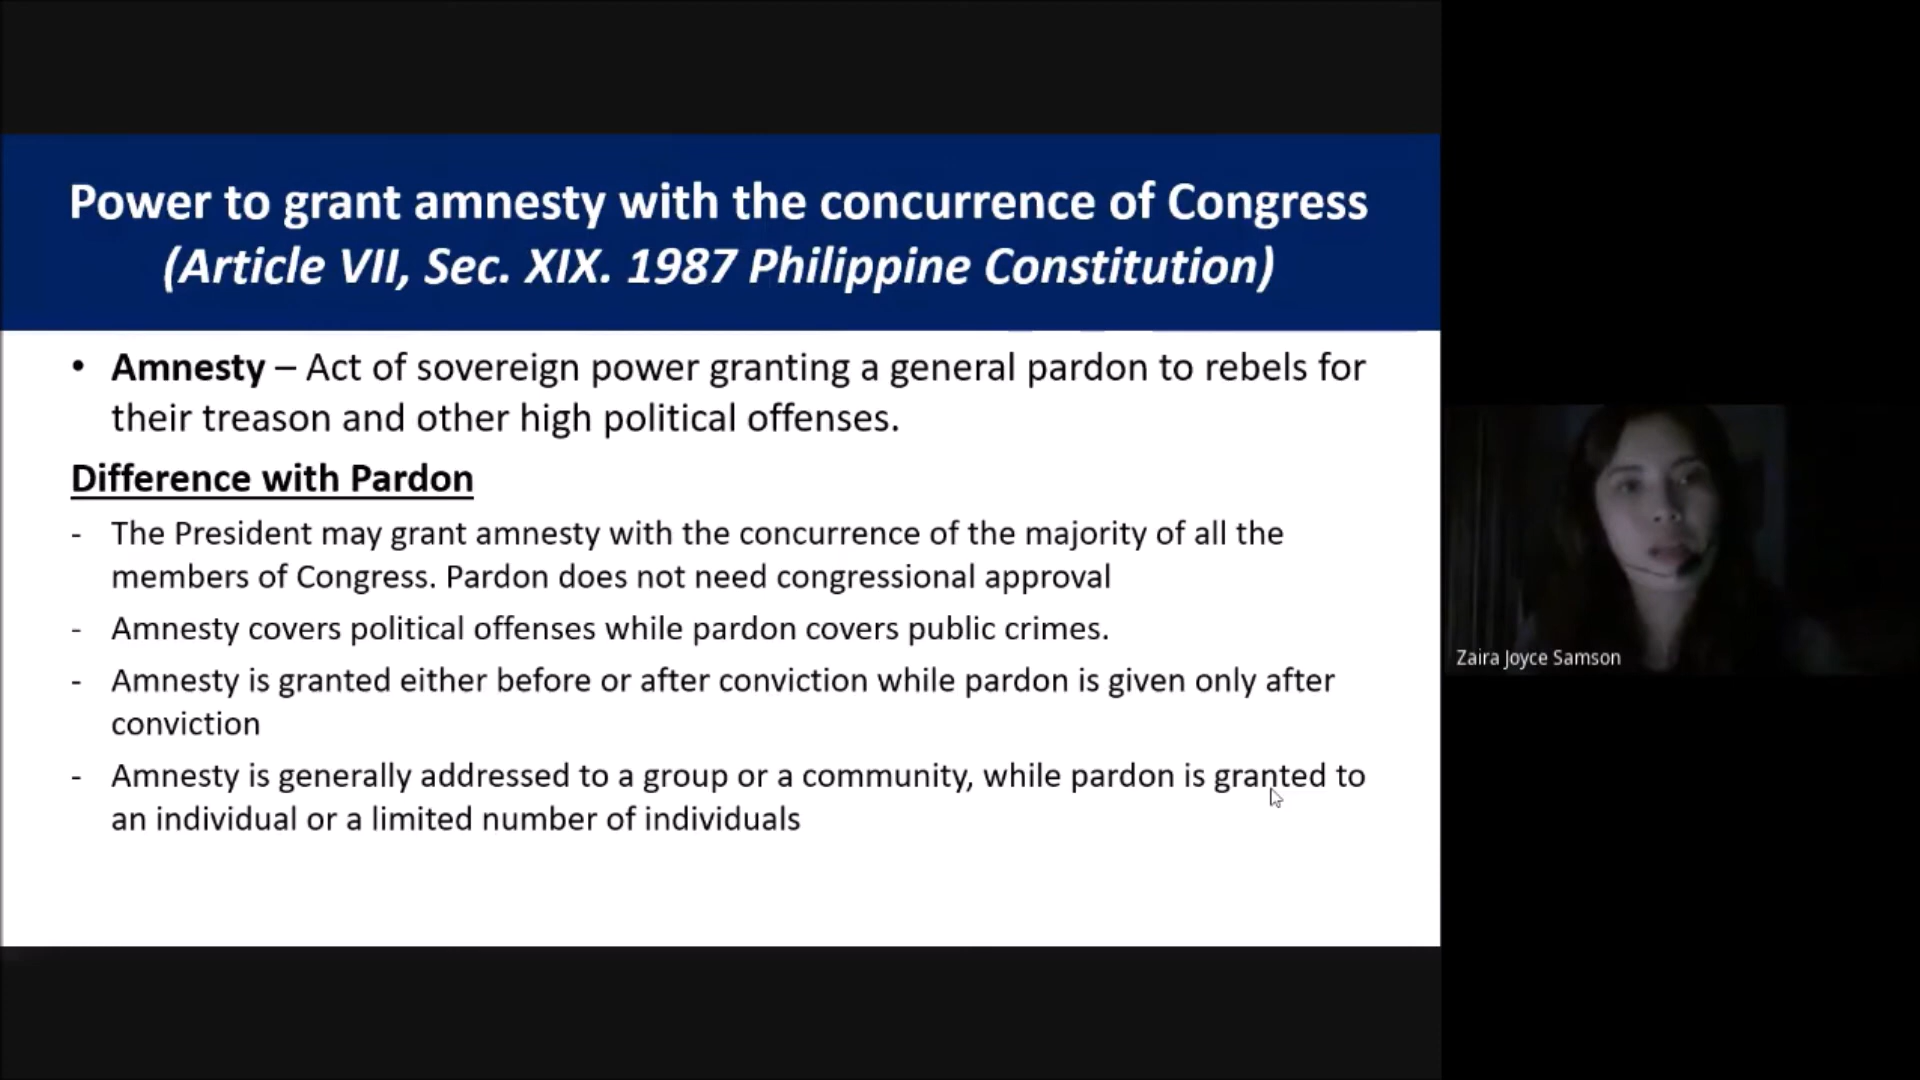 Power to grant amnesty with the concurrence of Congress
(Article VII, Sec. XIX. 1987 Philippine Constitution)
• Amnesty – Act of sovereign power granting a general pardon to rebels for
their treason and other high political offenses.
Difference with Pardon
- The President may grant amnesty with the concurrence of the majority of all the
members of Congress. Pardon does not need congressional approval
- Amnesty covers political offenses while pardon covers public crimes.
- Amnesty is granted either before or after conviction while pardon is given only after
conviction
- Amnesty is generally addressed to a group or a community, while pardon is granted to
an individual or a limited number of individuals
Zaira Joyce Samson